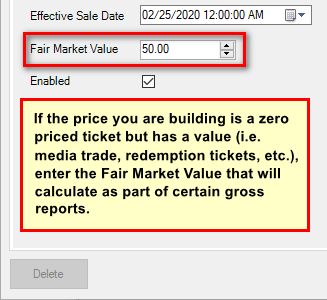 Effective Sale Date 02/25/2020 12:00:00 AM
Fair Market Value 50.00
Enabled
If the price you are building is a zero
priced ticket but has a value (i.e.
media trade, redemption tickets, etc.),
enter the Fair Market Value that will
calculate as part of certain gross
reports.
Delete